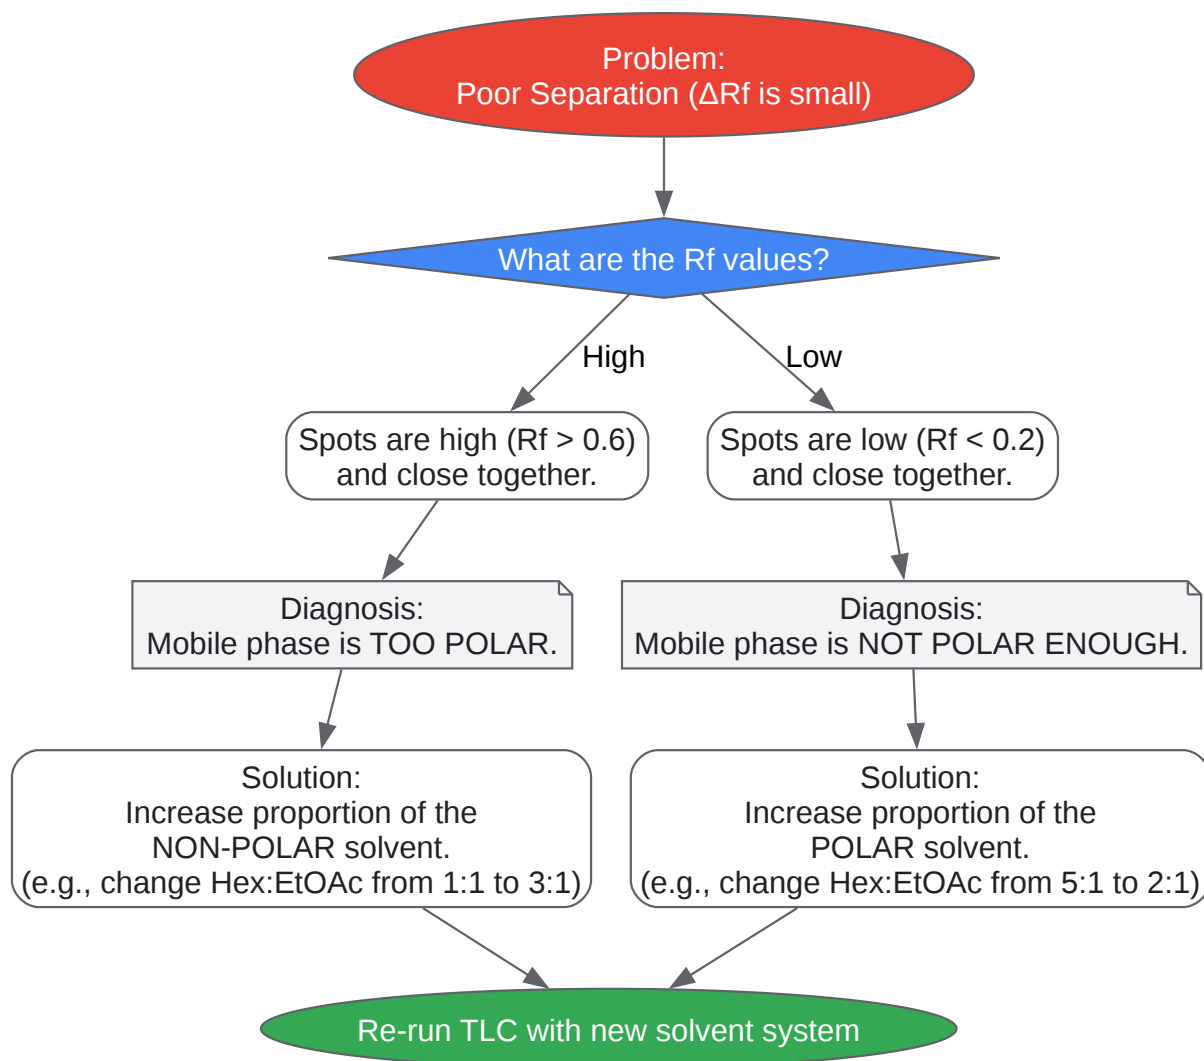 Problem:
Poor Separation (ΔRf is small)
What are the Rf values?
High
Low
Spots are high (Rf > 0.6)
and close together.
Spots are low (Rf < 0.2)
and close together.
Diagnosis:
Mobile phase is TOO POLAR.
Diagnosis:
Mobile phase is NOT POLAR ENOUGH.
Solution:
Increase proportion of the
NON-POLAR solvent.
(e.g., change Hex:EtOAc from 1:1 to 3:1)
Solution:
Increase proportion of the
POLAR solvent.
(e.g., change Hex:EtOAc from 5:1 to 2:1)
Re-run TLC with new solvent system